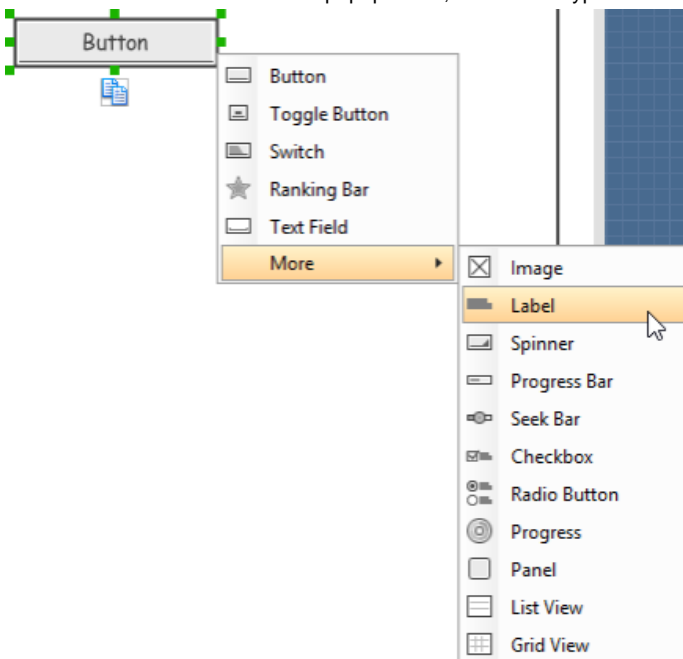 Button
Button
Toggle Button
Switch
Ranking Bar
Text Field
More
Image
Label
Spinner
Progress Bar
Seek Bar
Checkbox
Radio Button
Progress
Panel
List View
Grid View